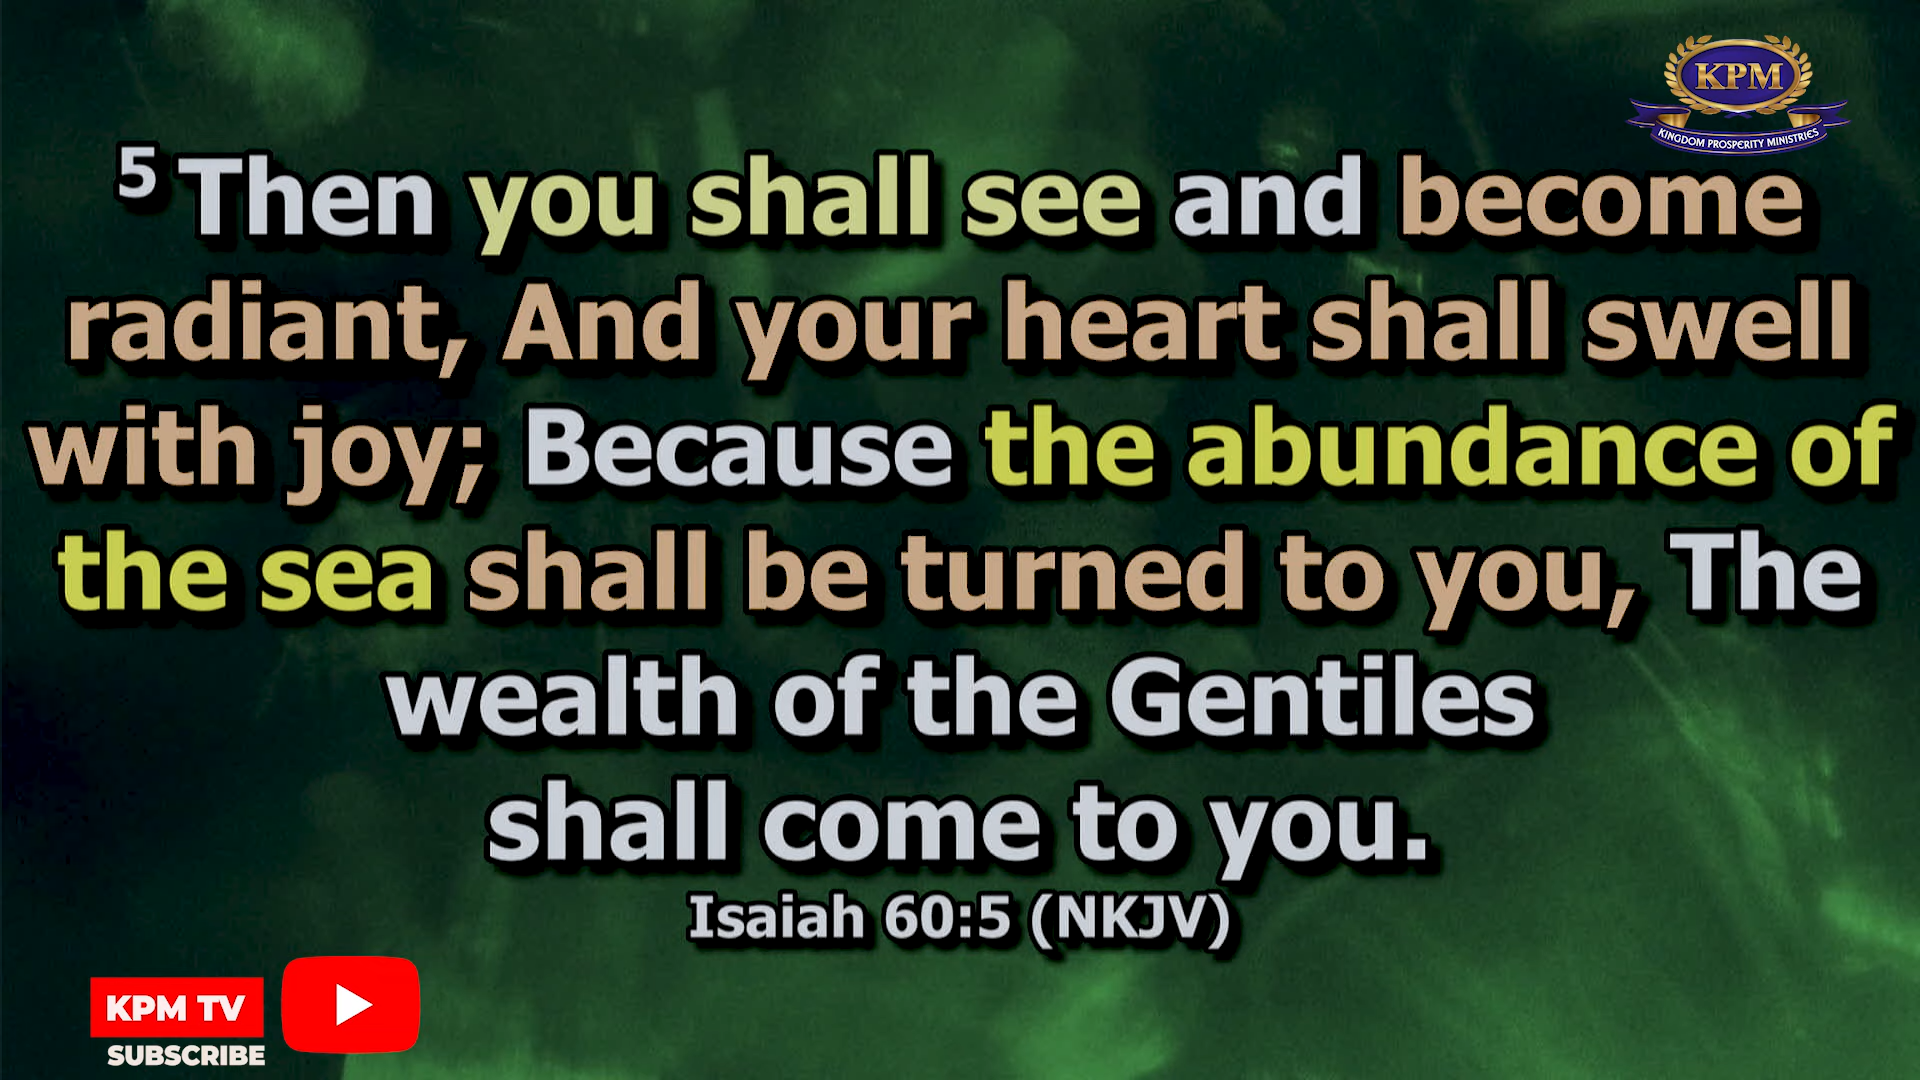 KPM
KINGDOM PROSPERITY MINISTRIES
5 Then you shall see and become
radiant, And your heart shall swell
with joy; Because the abundance of
the sea shall be turned to you, The
wealth of the Gentiles
shall come to you.
Isaiah 60:5 (NKJV)
KPM TV
SUBSCRIBE